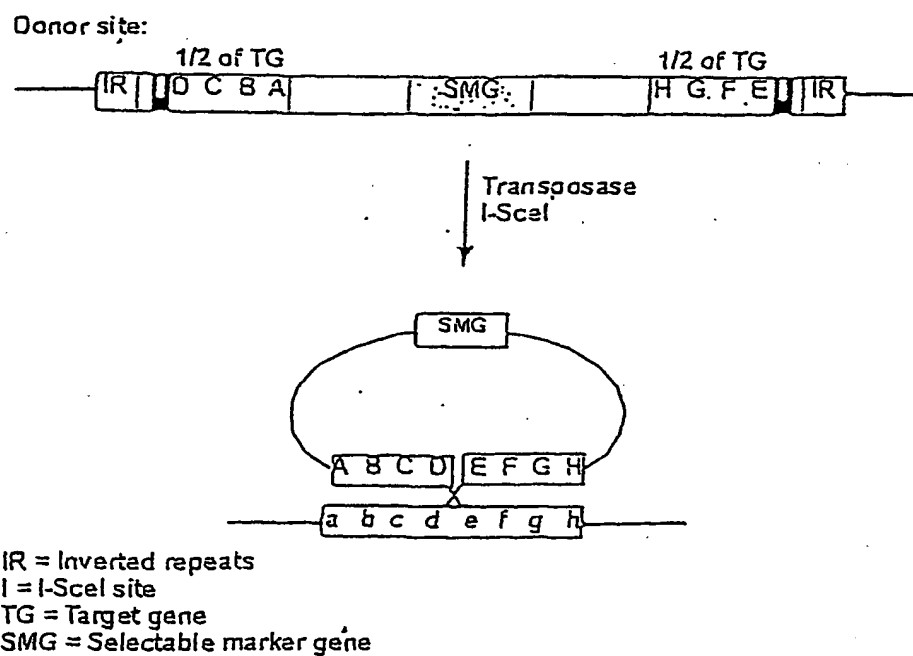 Donor site:
1/2 of TG 1/2 of TG
IR D C B A SMG H G F E IR
Transposase
I-SceI
SMG
A B C D E F G H
a b c d e f g h
IR = Inverted repeats
I = I-SceI site
TG = Target gene
SMG = Selectable marker gene